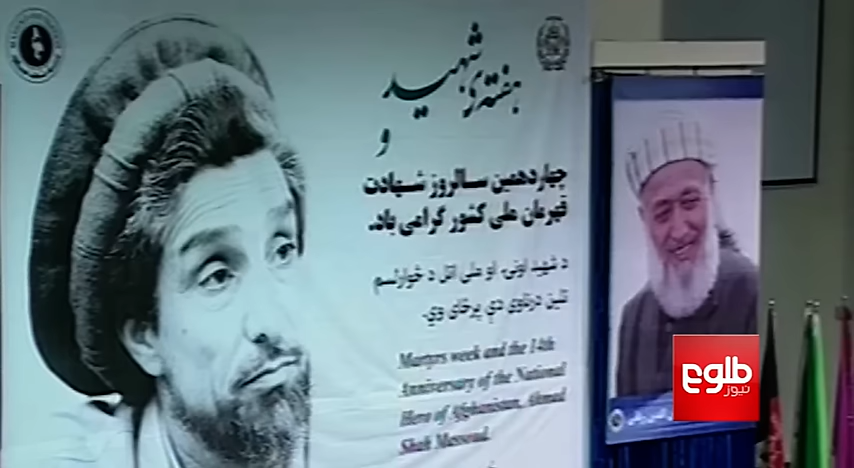 هفته‌ی شهید
و
چهاردهمین سالروز شهادت
قهرمان ملی کشور گرامی باد.
د شهید اونۍ او ملي اتل د څوارلسم
تلین درناوی دې پرځای وي.
Martyrs week and the 14th
Anniversary of the National
Hero of Afghanistan, Ahmad
Shah Massoud.
طلوع
نیوز